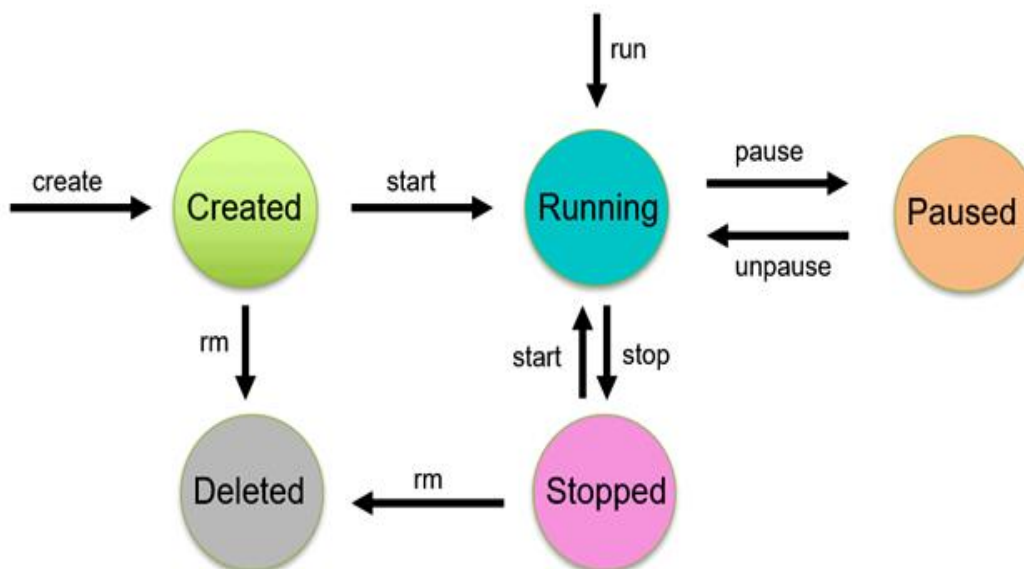 run
create
Created
start
Running
pause
unpause
Paused
rm
start
stop
Deleted
rm
Stopped